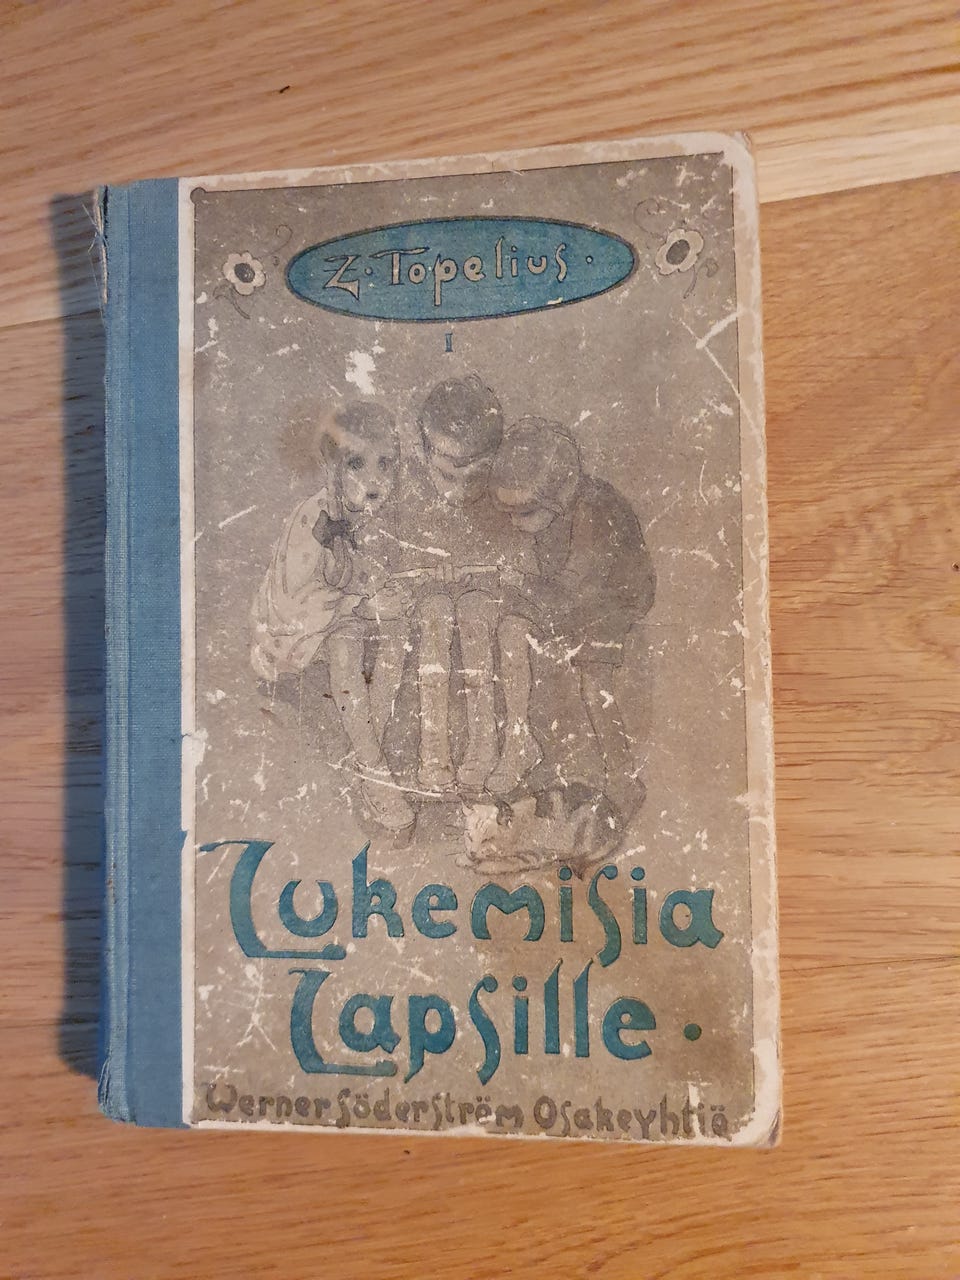 Z. Topelius.
I
Lukemisia
Lapsille.
Werner Söderström Osakeyhtiö